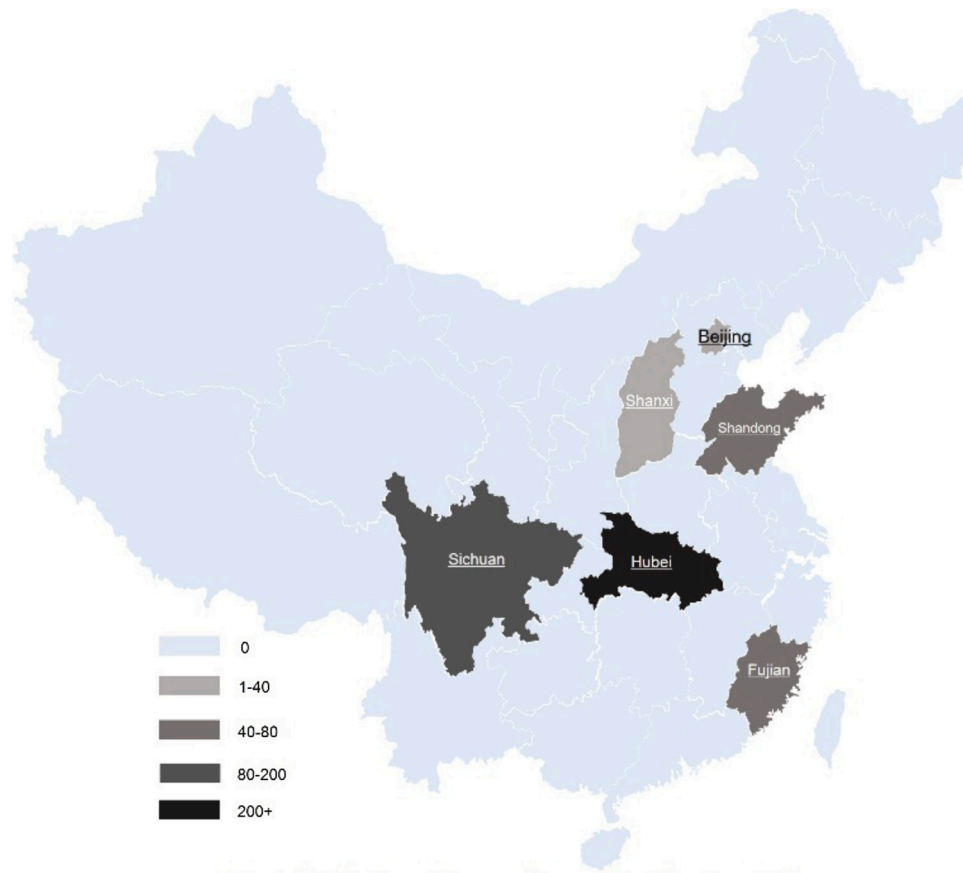 Beijing
Shanxi
Shandong
Sichuan
Hubei
Fujian
0
1-40
40-80
80-200
200+